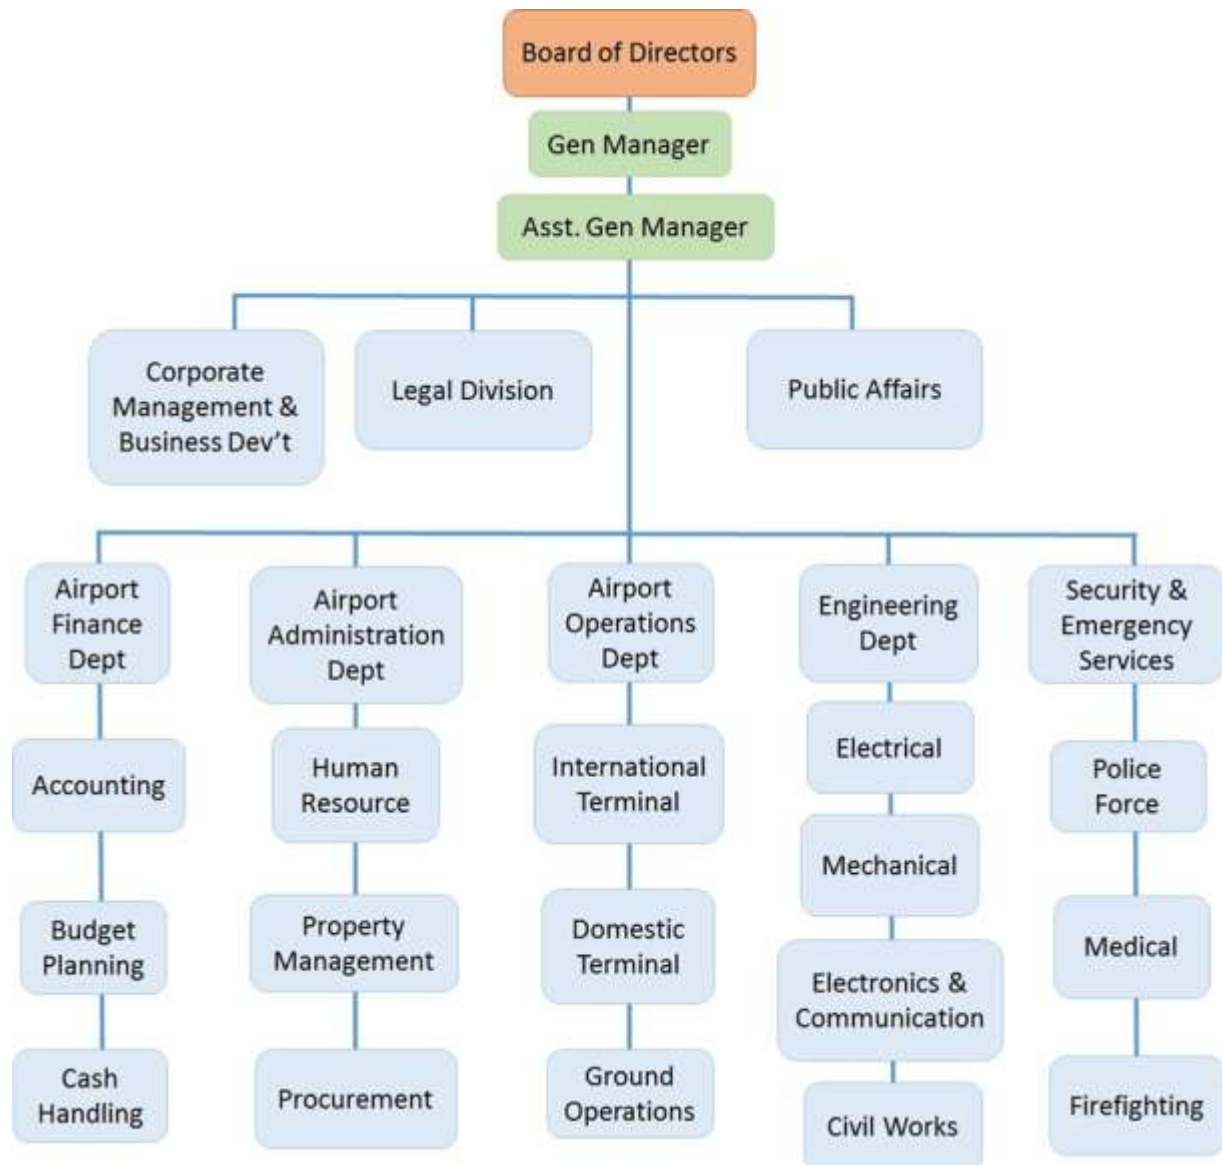 Board of Directors
Gen Manager
Asst. Gen Manager
Corporate
Management &
Business Dev't
Legal Division
Public Affairs
Airport
Finance
Dept
Airport
Administration
Dept
Airport
Operations
Dept
Engineering
Dept
Security &
Emergency
Services
Accounting
Human
Resource
International
Terminal
Electrical
Police
Force
Mechanical
Budget
Planning
Property
Management
Domestic
Terminal
Medical
Electronics &
Communication
Cash
Handling
Procurement
Ground
Operations
Civil Works
Firefighting